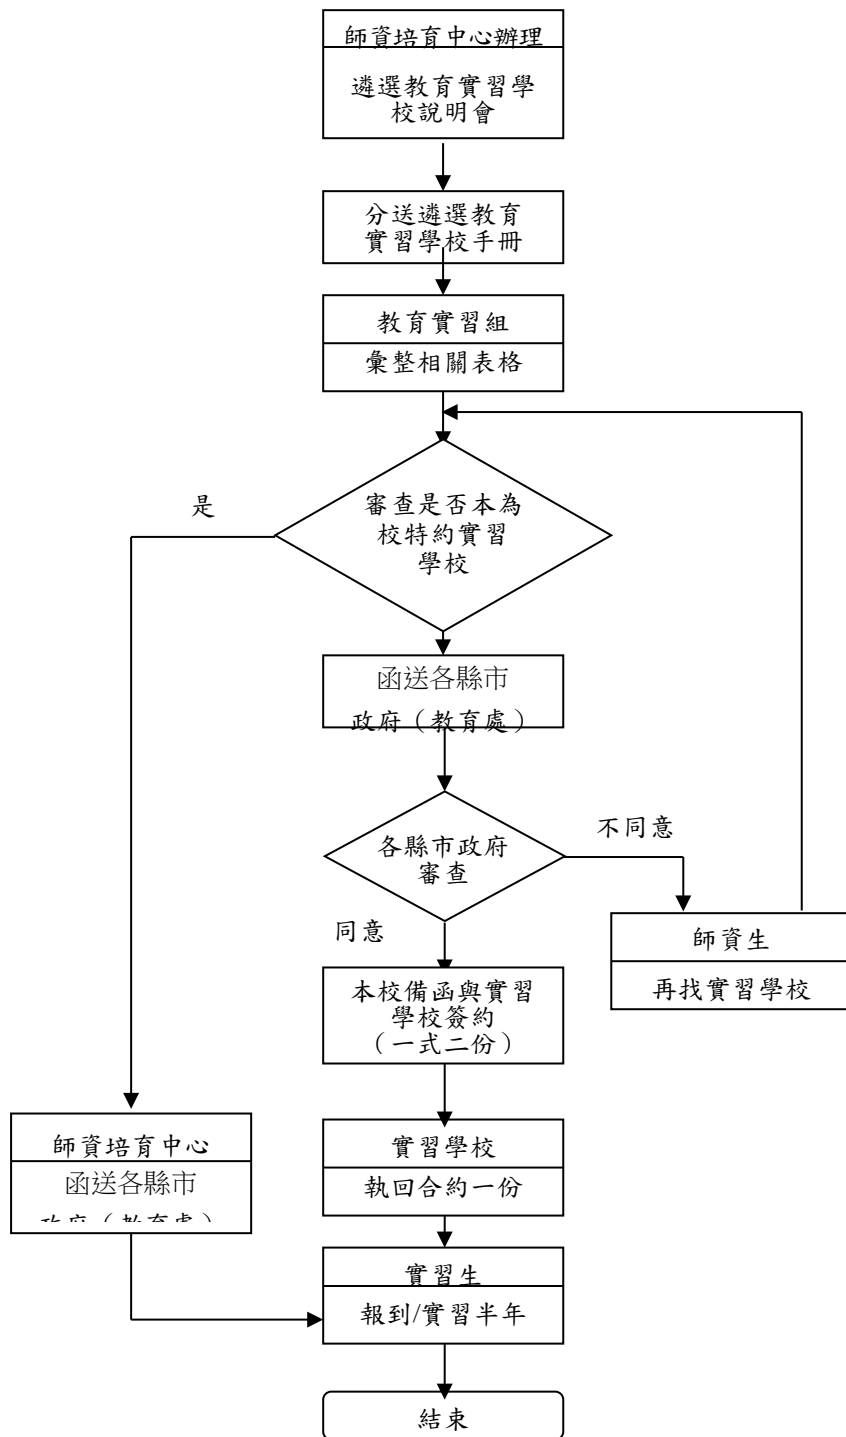 師資培育中心辦理
遴選教育實習學
校說明會
分送遴選教育
實習學校手冊
教育實習組
彙整相關表格
審查是否本為
校特約實習
學校
是
函送各縣市
政府（教育處）
各縣市政府
審查
不同意
同意
師資生
再找實習學校
本校備函與實習
學校簽約
（一式二份）
實習學校
執回合約一份
師資培育中心
函送各縣市
政府（教育處）
實習生
報到/實習半年
結束